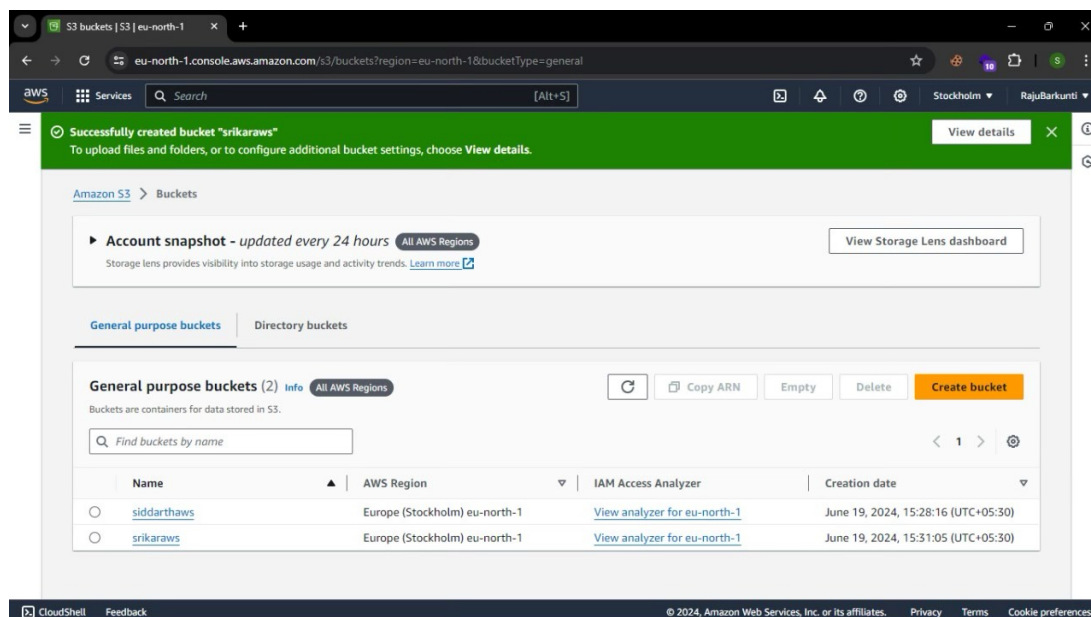 S3 buckets | S3 | eu-north-1
eu-north-1.console.aws.amazon.com/s3/buckets?region=eu-north-1&bucketType=general
10
S
aws
Services
Search
[Alt+S]
Stockholm
RajuBarkunti
Successfully created bucket "srikaraws"
To upload files and folders, or to configure additional bucket settings, choose View details.
View details
Amazon S3 > Buckets
Account snapshot - updated every 24 hours All AWS Regions
Storage lens provides visibility into storage usage and activity trends. Learn more
View Storage Lens dashboard
General purpose buckets
Directory buckets
General purpose buckets (2) Info All AWS Regions
Buckets are containers for data stored in S3.
Copy ARN
Empty
Delete
Create bucket
Find buckets by name
1
Name AWS Region IAM Access Analyzer Creation date
siddarthaws Europe (Stockholm) eu-north-1 View analyzer for eu-north-1 June 19, 2024, 15:28:16 (UTC+05:30)
srikaraws Europe (Stockholm) eu-north-1 View analyzer for eu-north-1 June 19, 2024, 15:31:05 (UTC+05:30)
CloudShell Feedback © 2024, Amazon Web Services, Inc. or its affiliates. Privacy Terms Cookie preferences